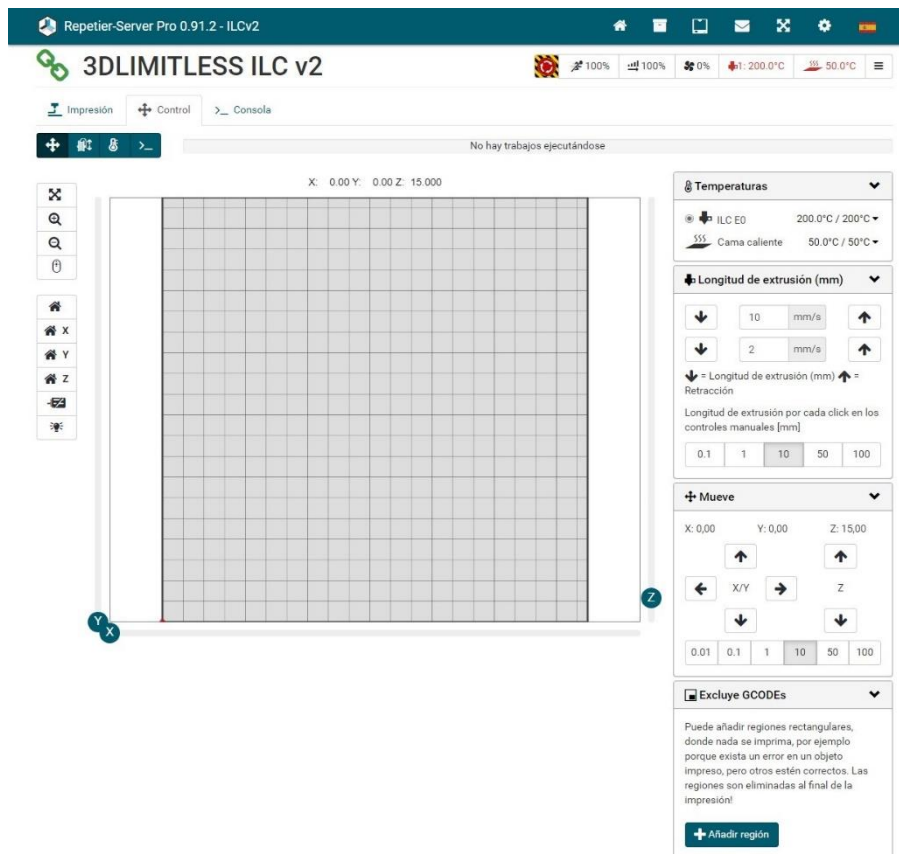 Repetier-Server Pro 0.91.2 - ILCv2
3DLIMITLESS ILC v2
100%
100%
0%
1: 200.0°C
50.0°C
Impresión
Control
>_ Consola
>_
No hay trabajos ejecutándose
X: 0.00 Y: 0.00 Z: 15.000
X
Y
Z
Y
X
Z
Temperaturas
ILC E0 200.0°C / 200°C
Cama caliente 50.0°C / 50°C
Longitud de extrusión (mm)
10 mm/s
2 mm/s
= Longitud de extrusión (mm) =
Retracción
Longitud de extrusión por cada click en los
controles manuales [mm]
0.1 1 10 50 100
Mueve
X: 0,00 Y: 0,00 Z: 15,00
X/Y Z
0.01 0.1 1 10 50 100
Excluye GCODEs
Puede añadir regiones rectangulares,
donde nada se imprima, por ejemplo
porque exista un error en un objeto
impreso, pero otros estén correctos. Las
regiones son eliminadas al final de la
impresión!
Añadir región